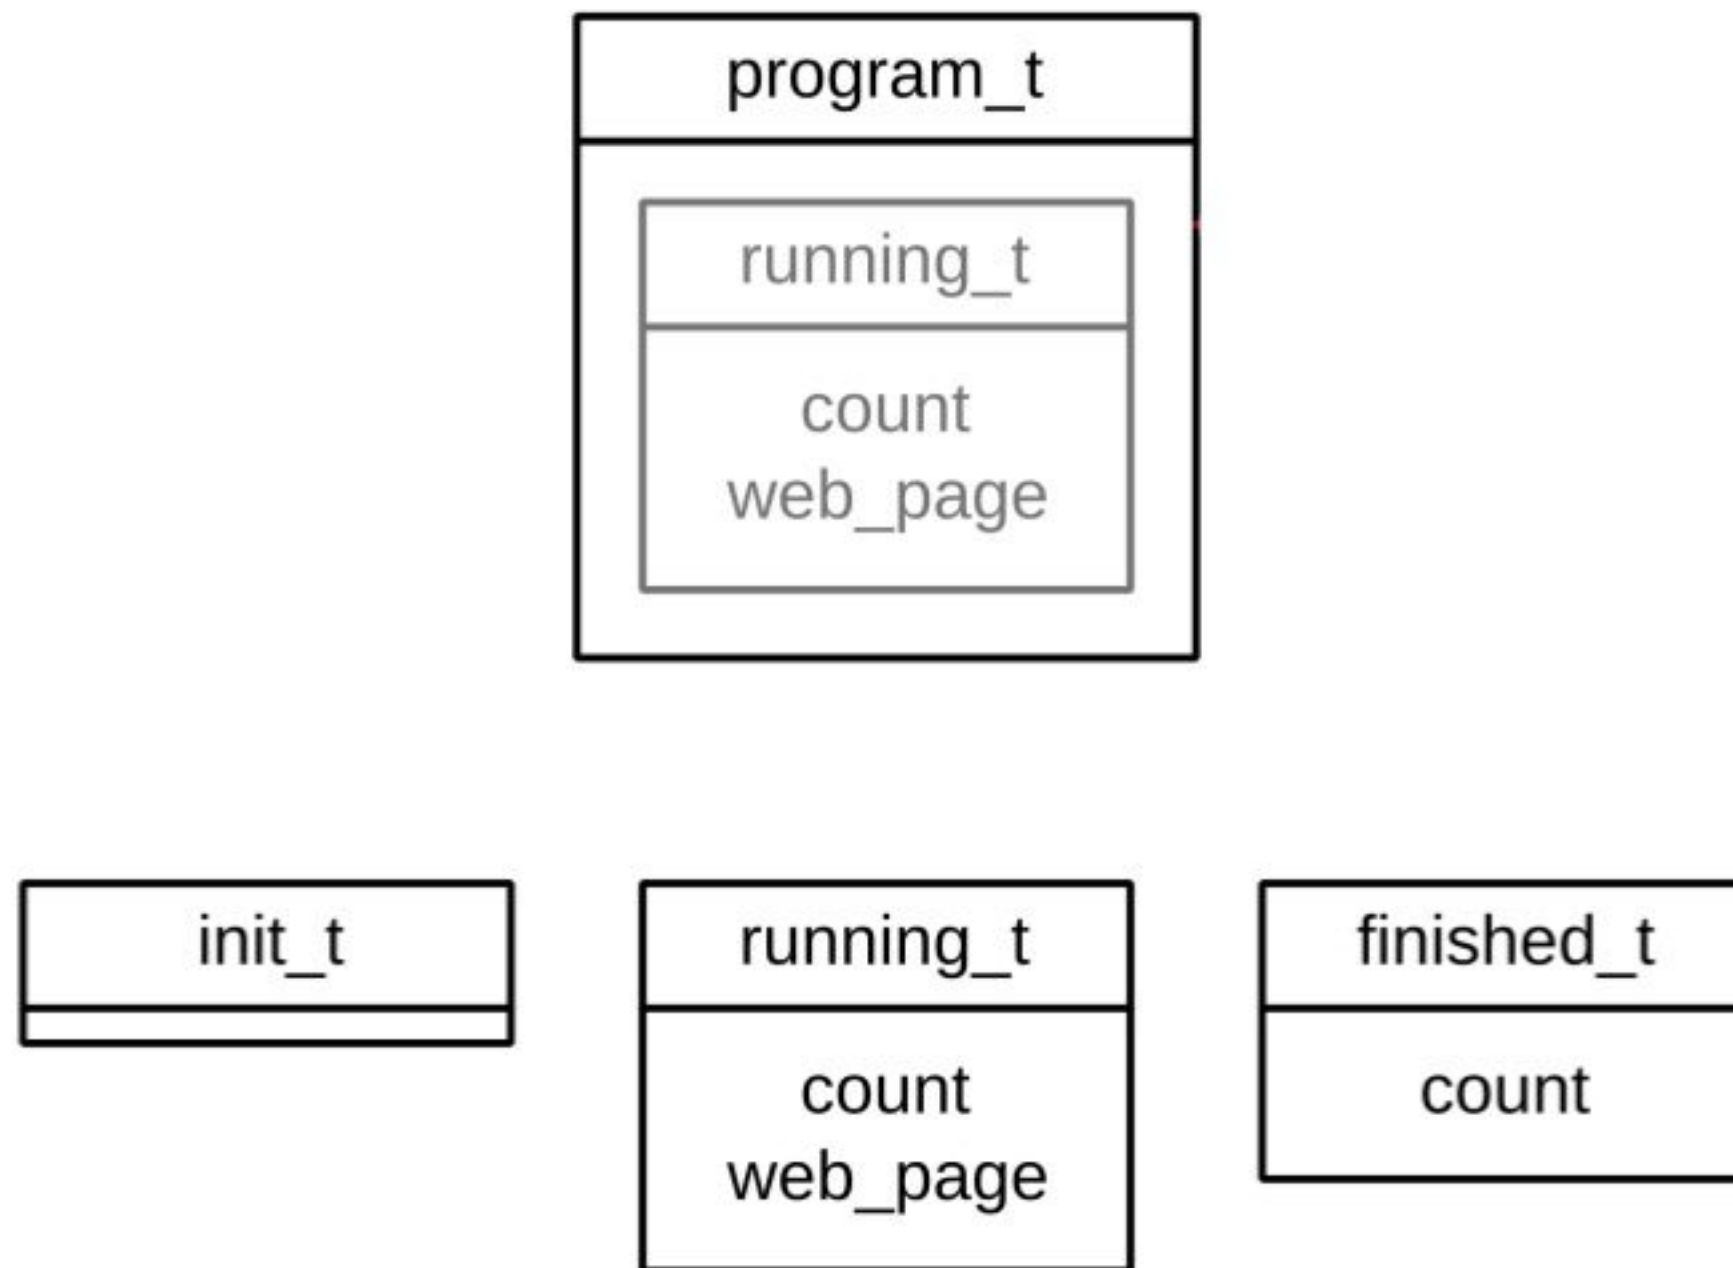 program_t
running_t
count
web_page
init_t
running_t
finished_t
count
web_page
count